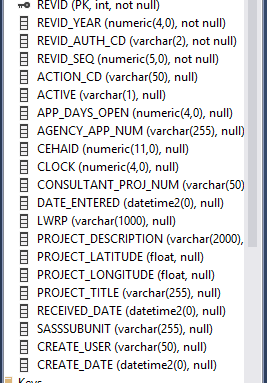 REVID (PK, int, not null)
REVID_YEAR (numeric(4,0), not null)
REVID_AUTH_CD (varchar(2), not null)
REVID_SEQ (numeric(5,0), not null)
ACTION_CD (varchar(50), null)
ACTIVE (varchar(1), null)
APP_DAYS_OPEN (numeric(4,0), null)
AGENCY_APP_NUM (varchar(255), null)
CEHAID (numeric(11,0), null)
CLOCK (numeric(4,0), null)
CONSULTANT_PROJ_NUM (varchar(50)
DATE_ENTERED (datetime2(0), null)
LWRP (varchar(1000), null)
PROJECT_DESCRIPTION (varchar(2000),
PROJECT_LATITUDE (float, null)
PROJECT_LONGITUDE (float, null)
PROJECT_TITLE (varchar(255), null)
RECEIVED_DATE (datetime2(0), null)
SASSSUBUNIT (varchar(255), null)
CREATE_USER (varchar(50), null)
CREATE_DATE (datetime2(0), null)
Keys